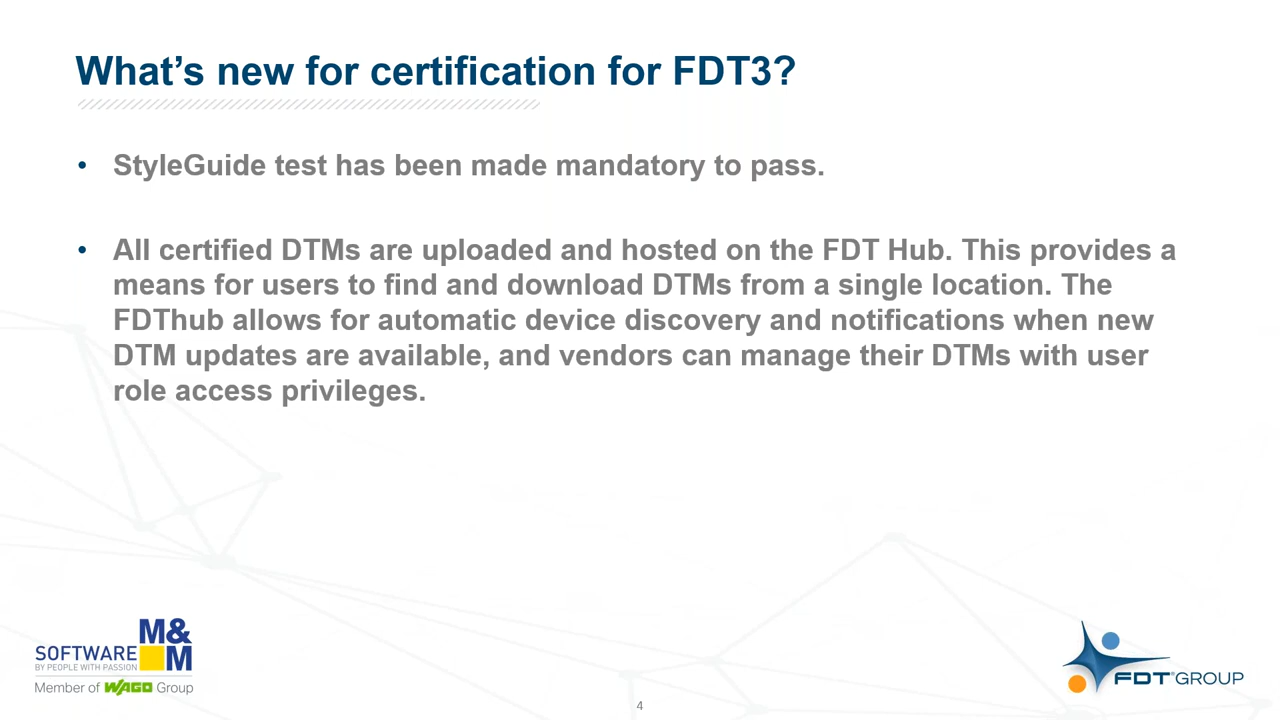 What’s new for certification for FDT3?
• StyleGuide test has been made mandatory to pass.
• All certified DTMs are uploaded and hosted on the FDT Hub. This provides a
means for users to find and download DTMs from a single location. The
FDThub allows for automatic device discovery and notifications when new
DTM updates are available, and vendors can manage their DTMs with user
role access privileges.
M&
SOFTWARE M
BY PEOPLE WITH PASSION
Member of WAGO Group
FDT®GROUP
4